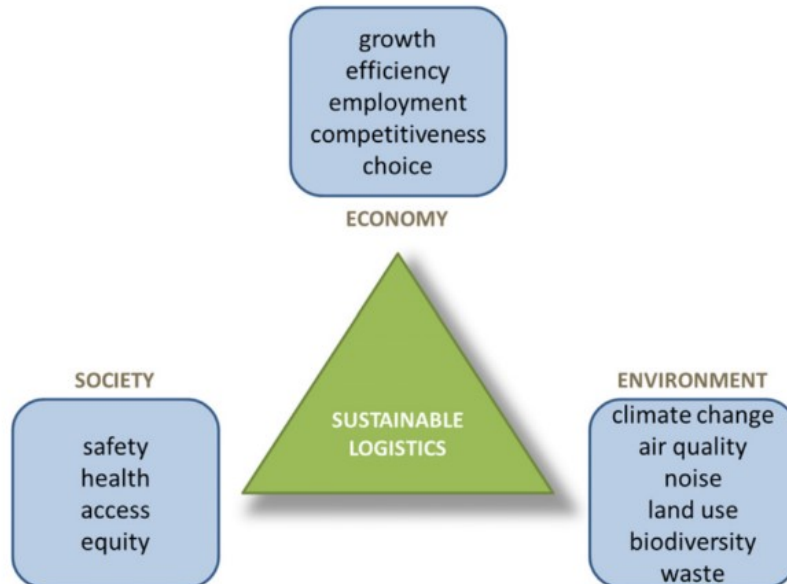 growth
efficiency
employment
competitiveness
choice
ECONOMY
SOCIETY
safety
health
access
equity
SUSTAINABLE
LOGISTICS
ENVIRONMENT
climate change
air quality
noise
land use
biodiversity
waste